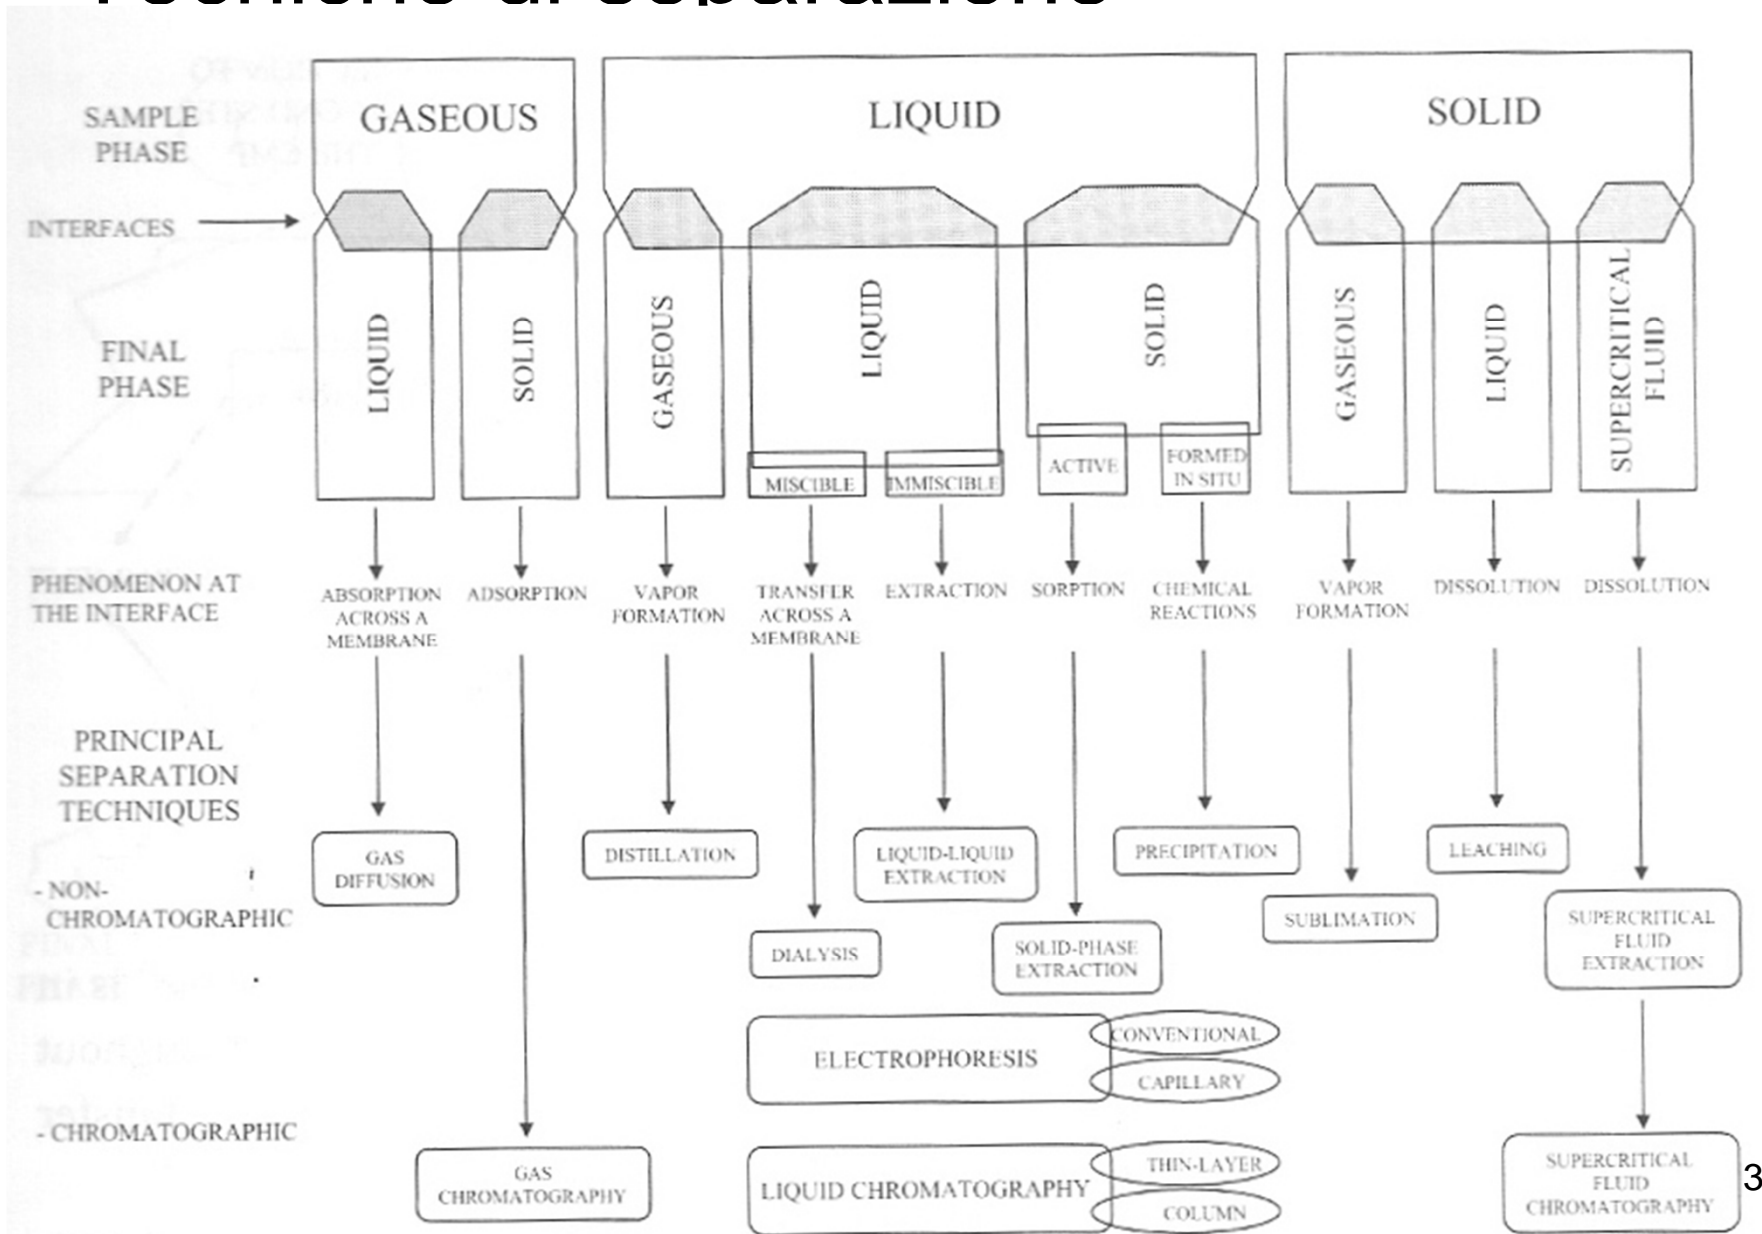 Tecniche di separazione
SAMPLE
PHASE
GASEOUS
LIQUID
SOLID
INTERFACES
FINAL
PHASE
LIQUID
SOLID
GASEOUS
LIQUID
SOLID
GASEOUS
LIQUID
SUPERCRITICAL
FLUID
MISCIBLE
IMMISCIBLE
ACTIVE
FORMED
IN SITU
PHENOMENON AT
THE INTERFACE
ABSORPTION
ACROSS A
MEMBRANE
ADSORPTION
VAPOR
FORMATION
TRANSFER
ACROSS A
MEMBRANE
EXTRACTION
SORPTION
CHEMICAL
REACTIONS
VAPOR
FORMATION
DISSOLUTION
DISSOLUTION
PRINCIPAL
SEPARATION
TECHNIQUES
- NON-
CHROMATOGRAPHIC
GAS
DIFFUSION
DISTILLATION
LIQUID-LIQUID
EXTRACTION
PRECIPITATION
LEACHING
DIALYSIS
SOLID-PHASE
EXTRACTION
SUBLIMATION
SUPERCRITICAL
FLUID
EXTRACTION
ELECTROPHORESIS
CONVENTIONAL
CAPILLARY
- CHROMATOGRAPHIC
GAS
CHROMATOGRAPHY
LIQUID CHROMATOGRAPHY
THIN-LAYER
COLUMN
SUPERCRITICAL
FLUID
CHROMATOGRAPHY
3